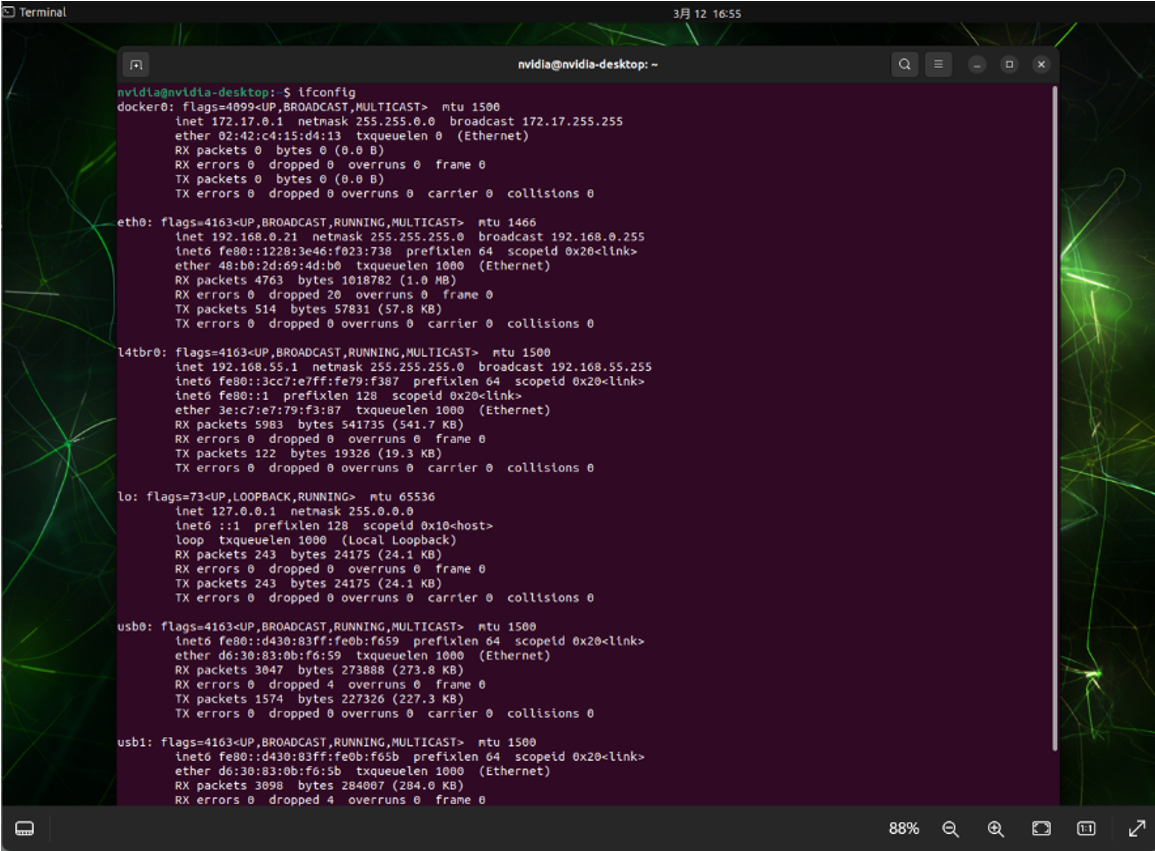 Terminal
3月 12 16:55
nvidia@nvidia-desktop: ~
nvidia@nvidia-desktop:~$ ifconfig
docker0: flags=4099<UP,BROADCAST,MULTICAST>  mtu 1500
        inet 172.17.0.1  netmask 255.255.0.0  broadcast 172.17.255.255
        ether 02:42:c4:15:d4:13  txqueuelen 0  (Ethernet)
        RX packets 0  bytes 0 (0.0 B)
        RX errors 0  dropped 0  overruns 0  frame 0
        TX packets 0  bytes 0 (0.0 B)
        TX errors 0  dropped 0 overruns 0  carrier 0  collisions 0
eth0: flags=4163<UP,BROADCAST,RUNNING,MULTICAST>  mtu 1466
        inet 192.168.0.21  netmask 255.255.255.0  broadcast 192.168.0.255
        inet6 fe80::1228:3e46:f023:738  prefixlen 64  scopeid 0x20<link>
        ether 48:b0:2d:69:4d:b0  txqueuelen 1000  (Ethernet)
        RX packets 4763  bytes 1018782 (1.0 MB)
        RX errors 0  dropped 20  overruns 0  frame 0
        TX packets 514  bytes 57831 (57.8 KB)
        TX errors 0  dropped 0 overruns 0  carrier 0  collisions 0
l4tbr0: flags=4163<UP,BROADCAST,RUNNING,MULTICAST>  mtu 1500
        inet 192.168.55.1  netmask 255.255.255.0  broadcast 192.168.55.255
        inet6 fe80::3cc7:e7ff:fe79:f387  prefixlen 64  scopeid 0x20<link>
        inet6 fe80::1  prefixlen 128  scopeid 0x20<link>
        ether 3e:c7:e7:79:f3:87  txqueuelen 1000  (Ethernet)
        RX packets 5983  bytes 541735 (541.7 KB)
        RX errors 0  dropped 0  overruns 0  frame 0
        TX packets 122  bytes 19326 (19.3 KB)
        TX errors 0  dropped 0 overruns 0  carrier 0  collisions 0
lo: flags=73<UP,LOOPBACK,RUNNING>  mtu 65536
        inet 127.0.0.1  netmask 255.0.0.0
        inet6 ::1  prefixlen 128  scopeid 0x10<host>
        loop  txqueuelen 1000  (Local Loopback)
        RX packets 243  bytes 24175 (24.1 KB)
        RX errors 0  dropped 0  overruns 0  frame 0
        TX packets 243  bytes 24175 (24.1 KB)
        TX errors 0  dropped 0 overruns 0  carrier 0  collisions 0
usb0: flags=4163<UP,BROADCAST,RUNNING,MULTICAST>  mtu 1500
        inet6 fe80::d430:83ff:fe0b:f659  prefixlen 64  scopeid 0x20<link>
        ether d6:30:83:0b:f6:59  txqueuelen 1000  (Ethernet)
        RX packets 3047  bytes 273888 (273.8 KB)
        RX errors 0  dropped 4  overruns 0  frame 0
        TX packets 1574  bytes 227326 (227.3 KB)
        TX errors 0  dropped 0 overruns 0  carrier 0  collisions 0
usb1: flags=4163<UP,BROADCAST,RUNNING,MULTICAST>  mtu 1500
        inet6 fe80::d430:83ff:fe0b:f65b  prefixlen 64  scopeid 0x20<link>
        ether d6:30:83:0b:f6:5b  txqueuelen 1000  (Ethernet)
        RX packets 3098  bytes 284007 (284.0 KB)
        RX errors 0  dropped 4  overruns 0  frame 0
88%
1:1